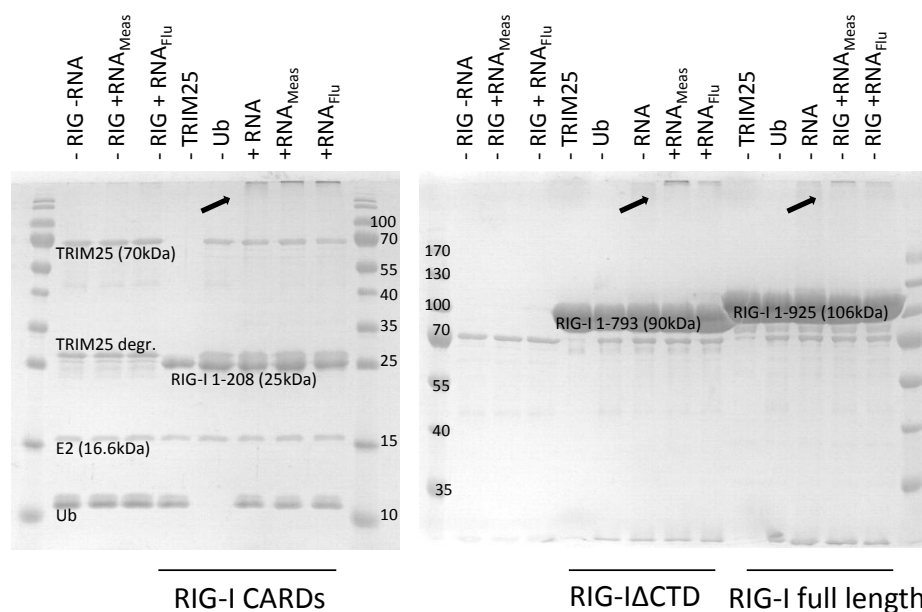 - RIG -RNA
- RIG +RNAMeas
- RIG + RNAFlu
- TRIM25
- Ub
+ RNA
+RNAMeas
+RNAFlu
TRIM25 (70kDa)
TRIM25 degr.
RIG-I 1-208 (25kDa)
E2 (16.6kDa)
Ub
100
70
55
40
35
25
15
10
RIG-I CARDs
- RIG -RNA
- RIG +RNAMeas
- RIG + RNAFlu
- TRIM25
- Ub
- RNA
+RNAMeas
+RNAFlu
- TRIM25
- Ub
- RNA
- RIG +RNAMeas
- RIG +RNAFlu
170
130
100
70
55
40
35
RIG-I 1-793 (90kDa)
RIG-I 1-925 (106kDa)
RIG-IΔCTD
RIG-I full length